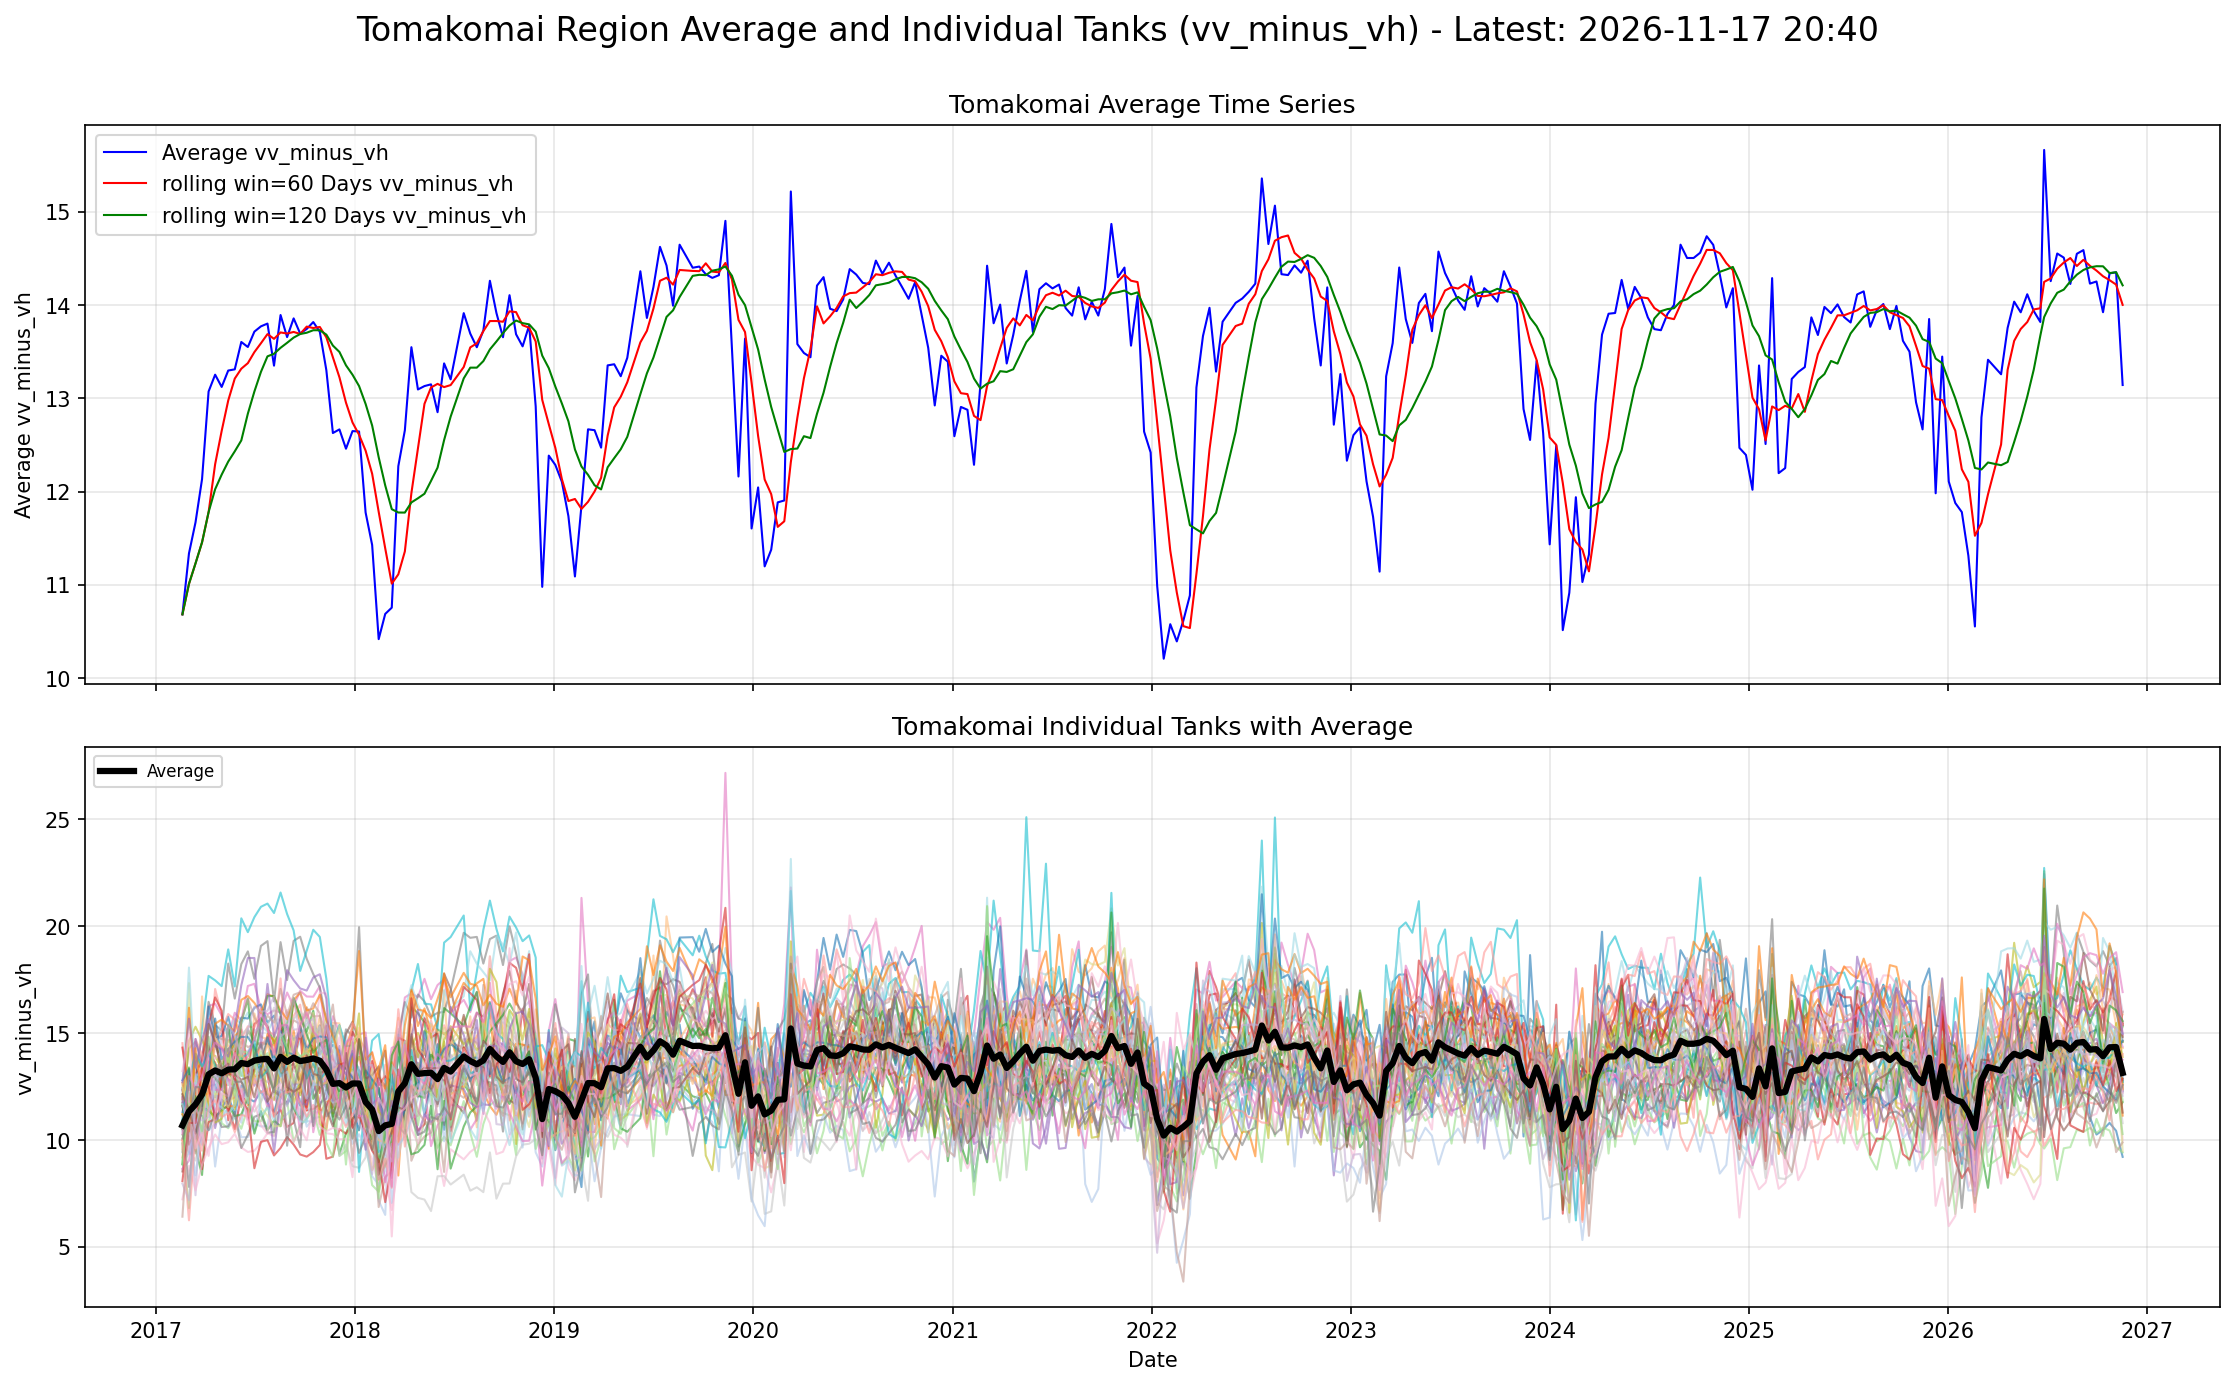 Tomakomai Region Average and Individual Tanks (vv_minus_vh) - Latest: 2026-11-17 20:40
Tomakomai Average Time Series
Average vv_minus_vh
rolling win=60 Days vv_minus_vh
rolling win=120 Days vv_minus_vh
Average vv_minus_vh
15
14
13
12
11
10
Tomakomai Individual Tanks with Average
Average
vv_minus_vh
25
20
15
10
5
2017 2018 2019 2020 2021 2022 2023 2024 2025 2026 2027
Date